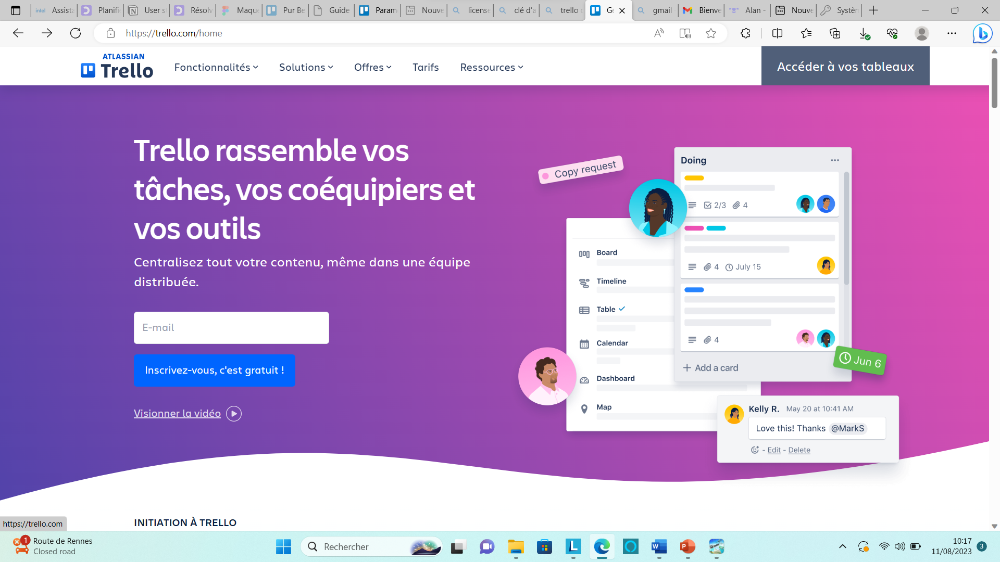 intel Assista
Planifi
User s
Résolv
Maque
Pur Be
Guide
Param
Nouve
license
clé d'a
trello c
Ge
gmail
Bienve
Alan -
Nouve
Systèn
https://trello.com/home
ATLASSIAN
Trello
Fonctionnalités
Solutions
Offres
Tarifs
Ressources
Accéder à vos tableaux
Trello rassemble vos
tâches, vos coéquipiers et
vos outils
Centralisez tout votre contenu, même dans une équipe
distribuée.
E-mail
Inscrivez-vous, c'est gratuit !
Visionner la vidéo
Copy request
Doing
2/3 4
4 July 15
4
Add a card
Jun 6
Board
Timeline
Table
Calendar
Dashboard
Map
Kelly R. May 20 at 10:41 AM
Love this! Thanks @MarkS
- Edit - Delete
INITIATION À TRELLO
https://trello.com
1
Route de Rennes
Closed road
Rechercher
10:17
11/08/2023
3